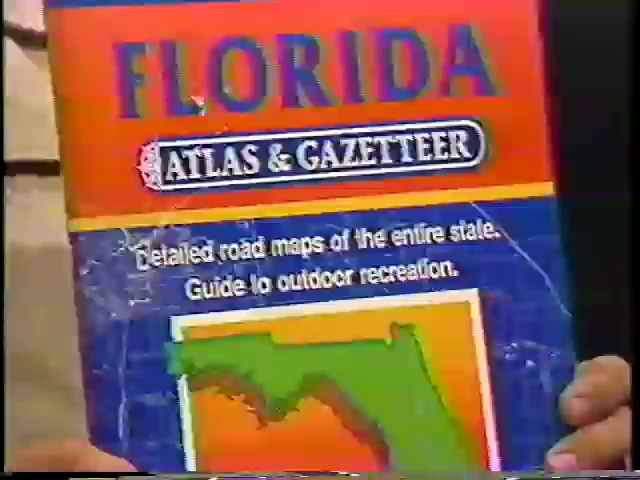 FLORIDA
ATLAS & GAZETTEER
Detailed road maps of the entire state.
Guide to outdoor recreation.